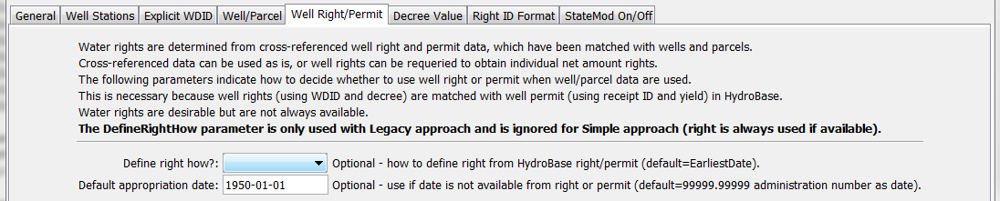 General Well Stations Explicit WDID Well/Parcel Well Right/Permit Decree Value Right ID Format StateMod On/Off
Water rights are determined from cross-referenced well right and permit data, which have been matched with wells and parcels.
Cross-referenced data can be used as is, or well rights can be requeried to obtain individual net amount rights.
The following parameters indicate how to decide whether to use well right or permit when well/parcel data are used.
This is necessary because well rights (using WDID and decree) are matched with well permit (using receipt ID and yield) in HydroBase.
Water rights are desirable but are not always available.
The DefineRightHow parameter is only used with Legacy approach and is ignored for Simple approach (right is always used if available).
Define right how?: Optional - how to define right from HydroBase right/permit (default=EarliestDate).
Default appropriation date: 1950-01-01 Optional - use if date is not available from right or permit (default=99999.99999 administration number as date).